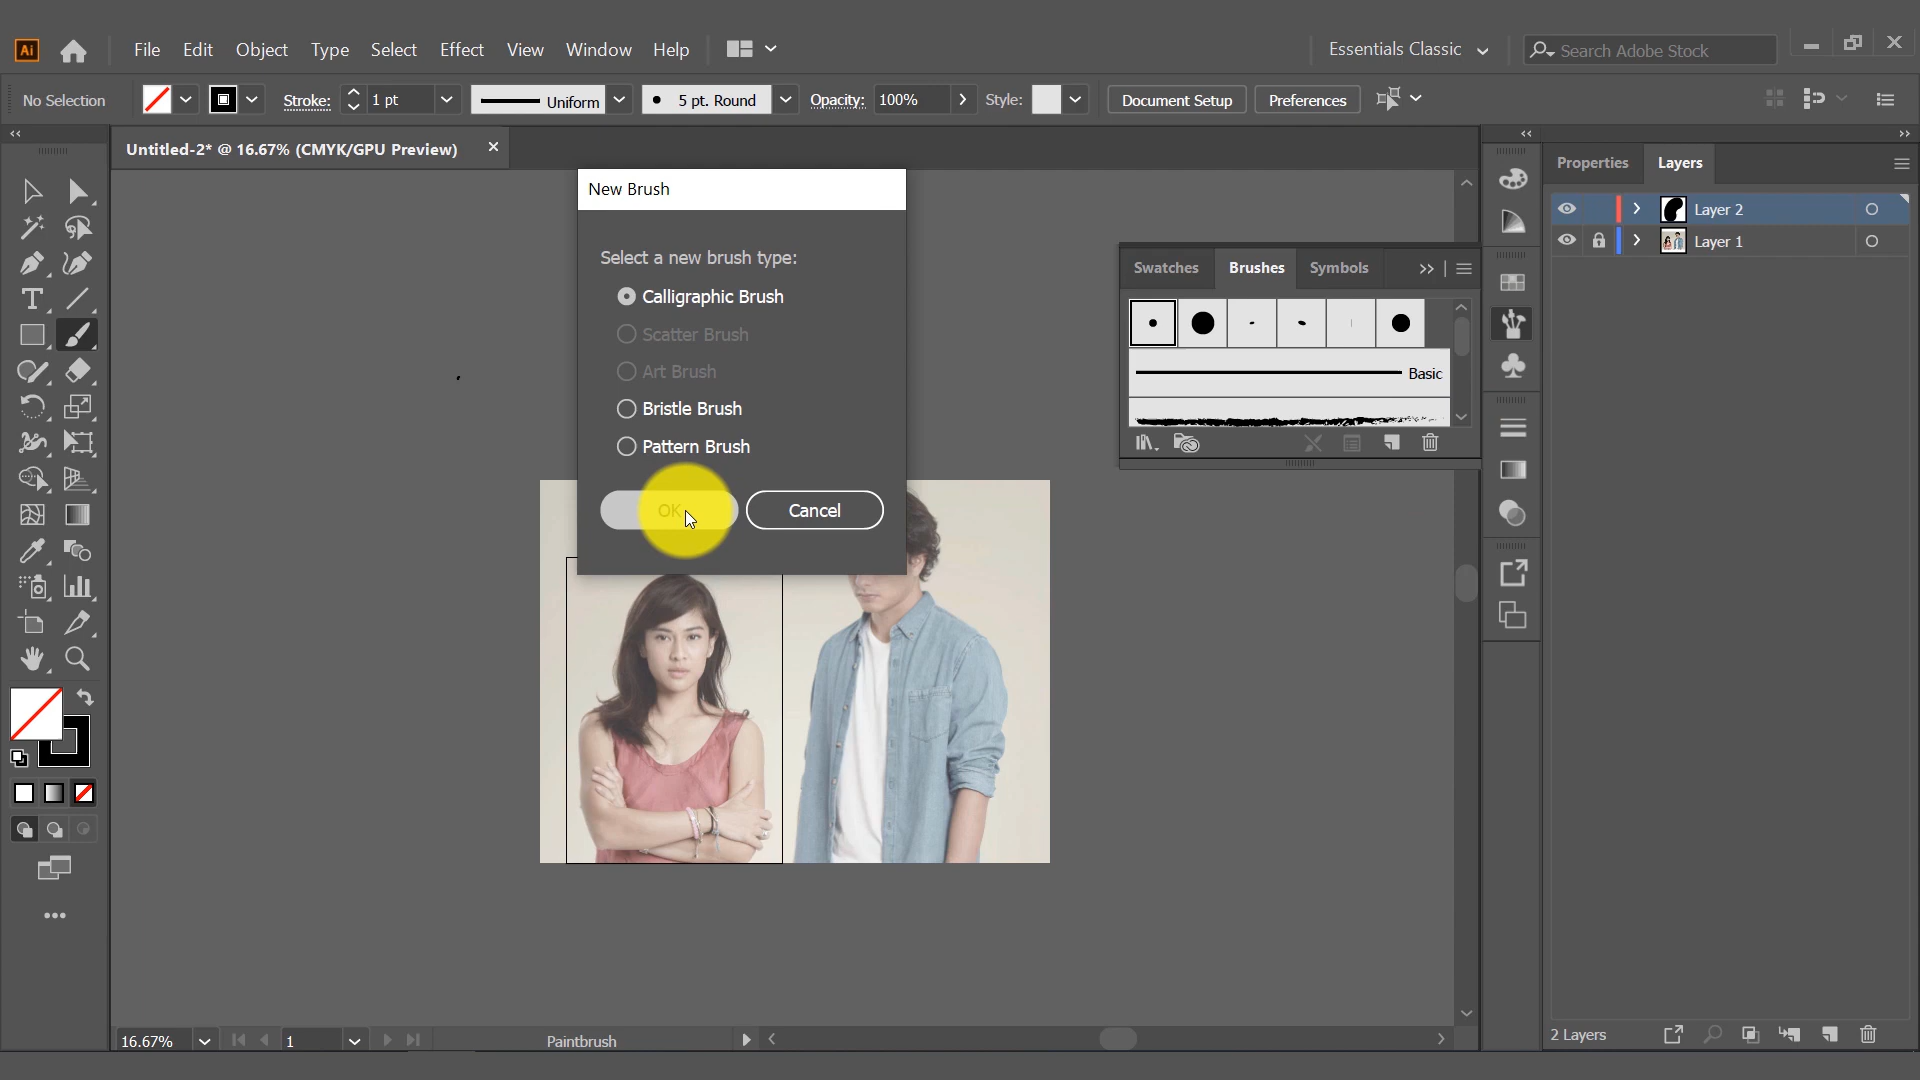 Ai File Edit Object Type Select Effect View Window Help Essentials Classic Search Adobe Stock
No Selection Stroke: 1 pt Uniform 5 pt. Round Opacity: 100% Style: Document Setup Preferences
Untitled-2* @ 16.67% (CMYK/GPU Preview)
New Brush
Select a new brush type:
Calligraphic Brush
Scatter Brush
Art Brush
Bristle Brush
Pattern Brush
OK Cancel
Swatches Brushes Symbols
Basic
Properties Layers
Layer 2
Layer 1
2 Layers
16.67% 1 Paintbrush